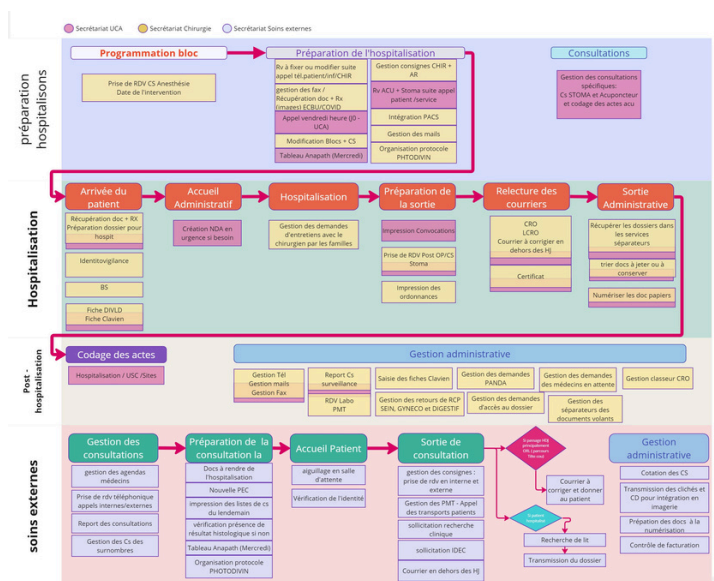 Secrétariat UCA
Secrétariat Chirurgie
Secrétariat Soins externes
préparation
hospitalisons
Programmation bloc
Prise de RDV CS Anesthésie
Date de l'intervention
Préparation de l'hospitalisation
Rv à fixer ou modifier suite
appel tél.patient/inf/CHIR
gestion des fax /
Récupération doc + Rx
(images) ECBU/COVID
Appel vendredi heure (J0 -
UCA)
Modification Blocs + CS
Tableau Anapath (Mercredi)
Gestion consignes CHIR +
AR
Rv ACU + Stoma suite appel
patient /service
Intégration PACS
Gestion des mails
Organisation protocole
PHTODIVIN
Consultations
Gestion des consultations
spécifiques:
Cs STOMA et Acuponcteur
et codage des actes acu
Hospitalisation
Arrivée du
patient
Récupération doc + RX
Préparation dossier pour
hospit
Identitovigilance
BS
Fiche DIVLD
Fiche Clavien
Accueil
Administratif
Création NDA en
urgence si besoin
Hospitalisation
Gestion des demandes
d'entretiens avec le
chirurgien par les familles
Préparation de
la sortie
Impression Convocations
Prise de RDV Post OP/CS
Stoma
Impression des
ordonnances
Relecture des
courriers
CRO
LCRO
Courrier à corrigier en
dehors des HJ
Certificat
Sortie
Administrative
Récupérer les dossiers dans
les services
séparateurs
trier docs à jeter ou à
conserver
Numériser les doc papiers
Post -
hospitalisation
Codage des actes
Hospitalisation / USC /Sites
Gestion administrative
Gestion Tél
Gestion mails
Gestion Fax
Report Cs
surveillance
RDV Labo
PMT
Saisie des fiches Clavien
Gestion des retours de RCP
SEIN, GYNECO et DIGESTIF
Gestion des demandes
PANDA
Gestion des demandes
d'accès au dossier
Gestion des demandes
des médecins en attente
Gestion des
séparateurs des
documents volants
Gestion classeur CRO
soins externes
Gestion des
consultations
gestion des agendas
médecins
Prise de rdv téléphonique
appels internes/externes
Report des consultations
Gestion des Cs des
surnombres
Préparation de la
consultation la
Docs à rendre de
l'hospitalisation
Nouvelle PEC
impression des listes de cs
du lendemain
vérification présence de
résultat histologique si non
Tableau Anapath (Mercredi)
Organisation protocole
PHOTODIVIN
Accueil Patient
aiguillage en salle
d'attente
Vérification de l'identité
Sortie de
consultation
gestion des consignes :
prise de rdv en interne et
externe
Gestion des PMT - Appel
des transports patients
sollicitation recherche
clinique
sollicitation IDEC
Courrier en dehors des HJ
Courrier à
corriger et donner
au patient
Recherche de lit
Transmission du dossier
Gestion
administrative
Cotation des CS
Transmission des clichés et
CD pour intégration en
imagerie
Prépation des docs à la
numérisation
Contrôle de facturation